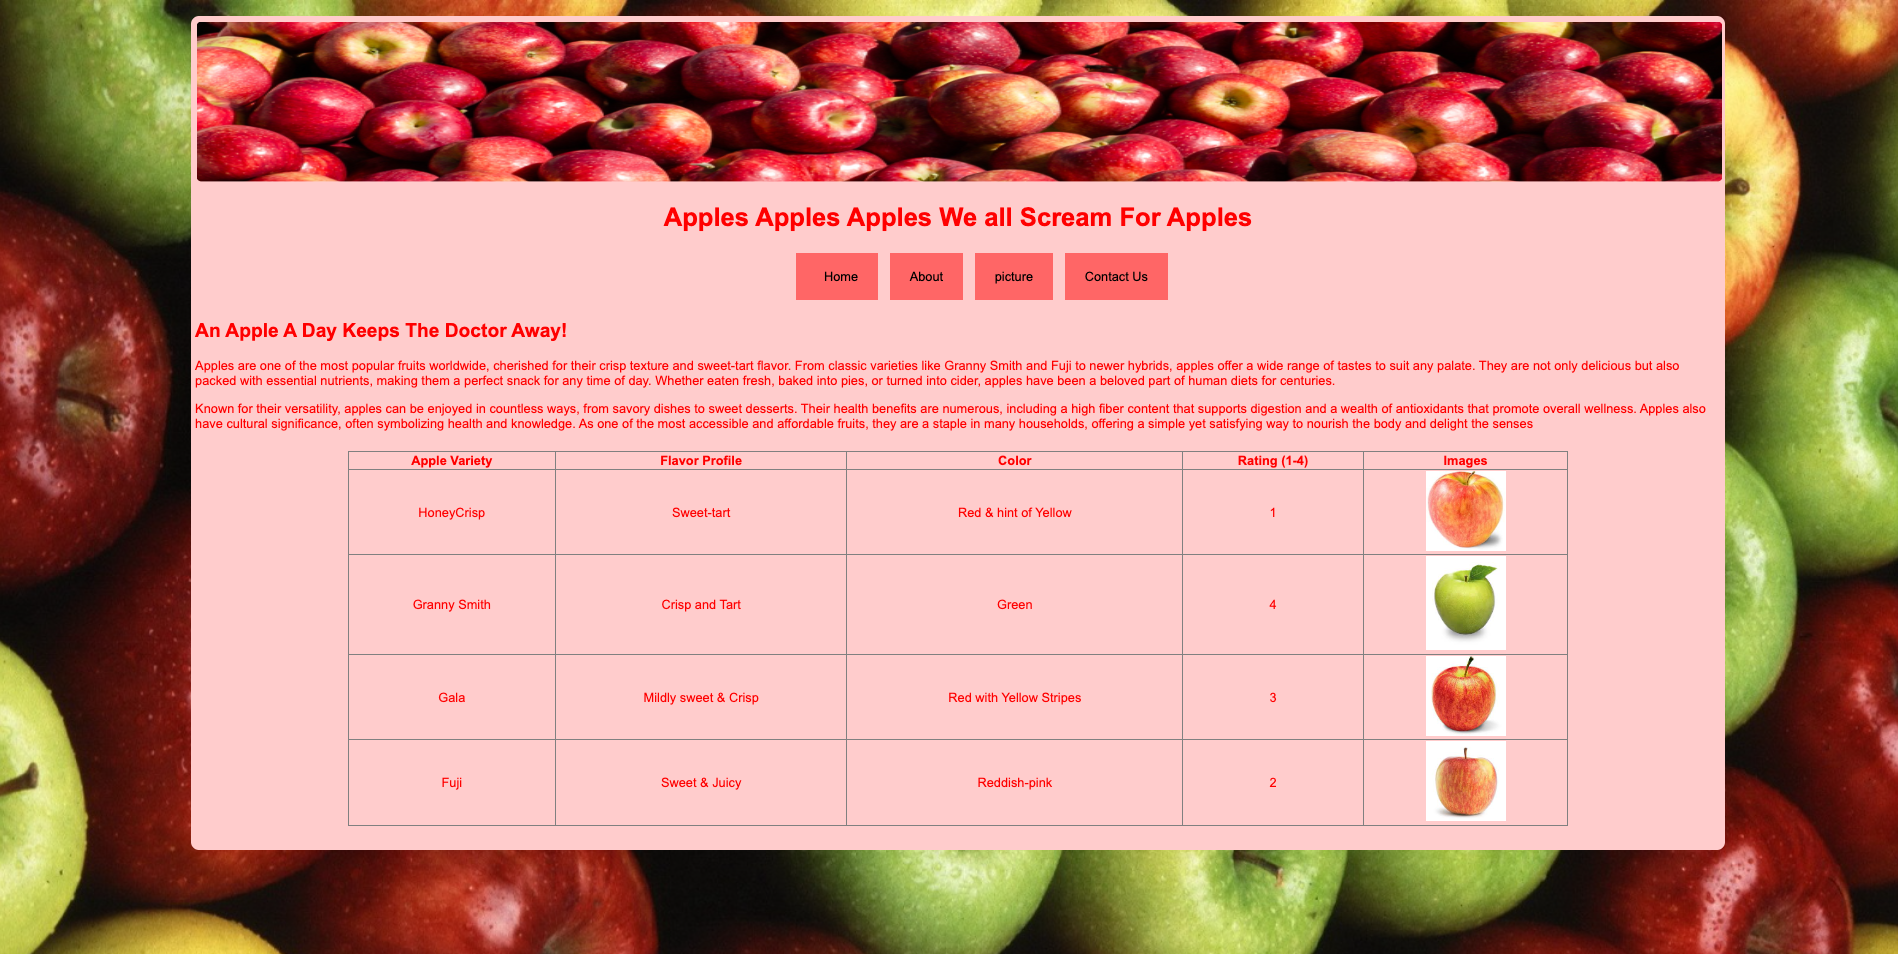 Apples Apples Apples We all Scream For Apples
Home About picture Contact Us
An Apple A Day Keeps The Doctor Away!
Apples are one of the most popular fruits worldwide, cherished for their crisp texture and sweet-tart flavor. From classic varieties like Granny Smith and Fuji to newer hybrids, apples offer a wide range of tastes to suit any palate. They are not only delicious but also
packed with essential nutrients, making them a perfect snack for any time of day. Whether eaten fresh, baked into pies, or turned into cider, apples have been a beloved part of human diets for centuries.
Known for their versatility, apples can be enjoyed in countless ways, from savory dishes to sweet desserts. Their health benefits are numerous, including a high fiber content that supports digestion and a wealth of antioxidants that promote overall wellness. Apples also
have cultural significance, often symbolizing health and knowledge. As one of the most accessible and affordable fruits, they are a staple in many households, offering a simple yet satisfying way to nourish the body and delight the senses
Apple Variety Flavor Profile Color Rating (1-4) Images
HoneyCrisp Sweet-tart Red & hint of Yellow 1
Granny Smith Crisp and Tart Green 4
Gala Mildly sweet & Crisp Red with Yellow Stripes 3
Fuji Sweet & Juicy Reddish-pink 2